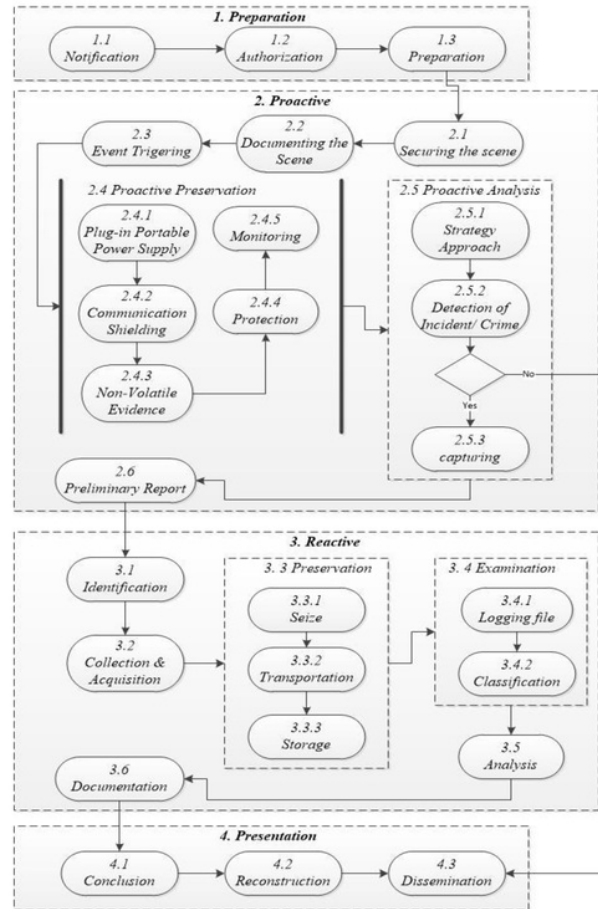 1. Preparation
1.1
Notification
1.2
Authorization
1.3
Preparation
2. Proactive
2.3
Event Trigering
2.2
Documenting the
Scene
2.1
Securing the scene
2.4 Proactive Preservation
2.4.1
Plug-in Portable
Power Supply
2.4.5
Monitoring
2.4.2
Communication
Shielding
2.4.4
Protection
2.4.3
Non-Volatile
Evidence
2.5 Proactive Analysis
2.5.1
Strategy
Approach
2.5.2
Detection of
Incident/ Crime
No
Yes
2.5.3
capturing
2.6
Preliminary Report
3. Reactive
3.1
Identification
3.2
Collection &
Acquisition
3. 3 Preservation
3.3.1
Seize
3.3.2
Transportation
3.3.3
Storage
3. 4 Examination
3.4.1
Logging file
3.4.2
Classification
3.5
Analysis
3.6
Documentation
4. Presentation
4.1
Conclusion
4.2
Reconstruction
4.3
Dissemination